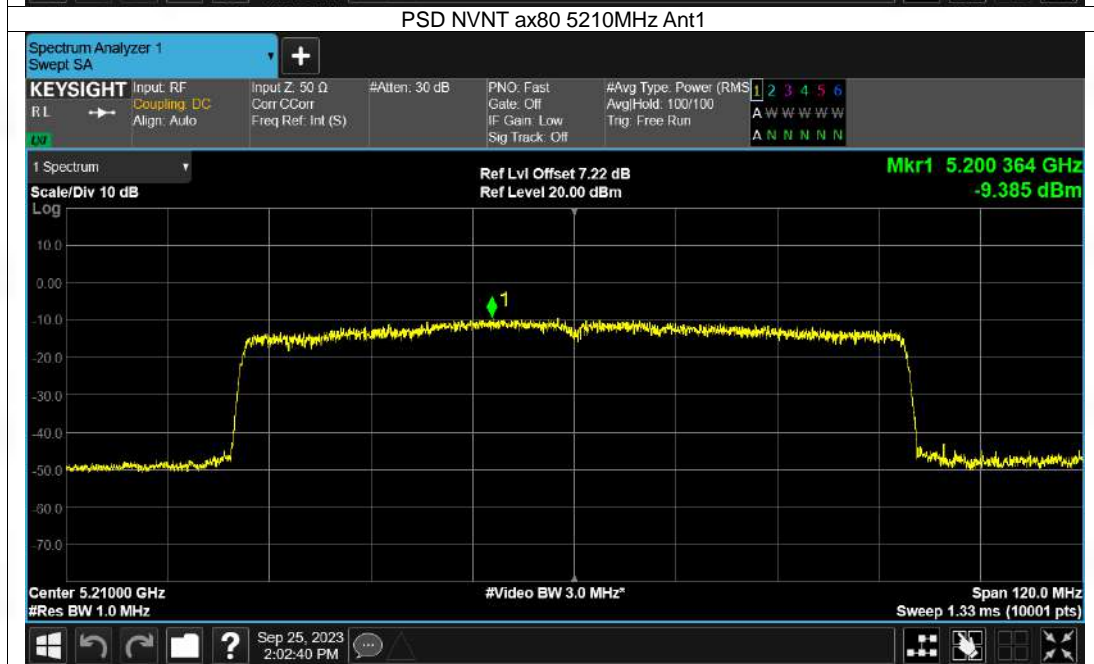 PSD NVNT ax80 5210MHz Ant1
Spectrum Analyzer 1
Swept SA
+
KEYSIGHT Input: RF Input Z: 50 Ω #Atten: 30 dB PNO: Fast #Avg Type: Power (RMS 1 2 3 4 5 6
RL Coupling: DC Corr CCorr Gate: Off Avg|Hold: 100/100 A W W W W W
Align: Auto Freq Ref: Int (S) IF Gain: Low Trig: Free Run
Sig Track: Off A N N N N N
LXI
1 Spectrum Ref Lvl Offset 7.22 dB Mkr1 5.200 364 GHz
Scale/Div 10 dB Ref Level 20.00 dBm -9.385 dBm
Log
10.0
0.00
1
-10.0
-20.0
-30.0
-40.0
-50.0
-60.0
-70.0
Center 5.21000 GHz #Video BW 3.0 MHz* Span 120.0 MHz
#Res BW 1.0 MHz Sweep 1.33 ms (10001 pts)
? Sep 25, 2023
2:02:40 PM